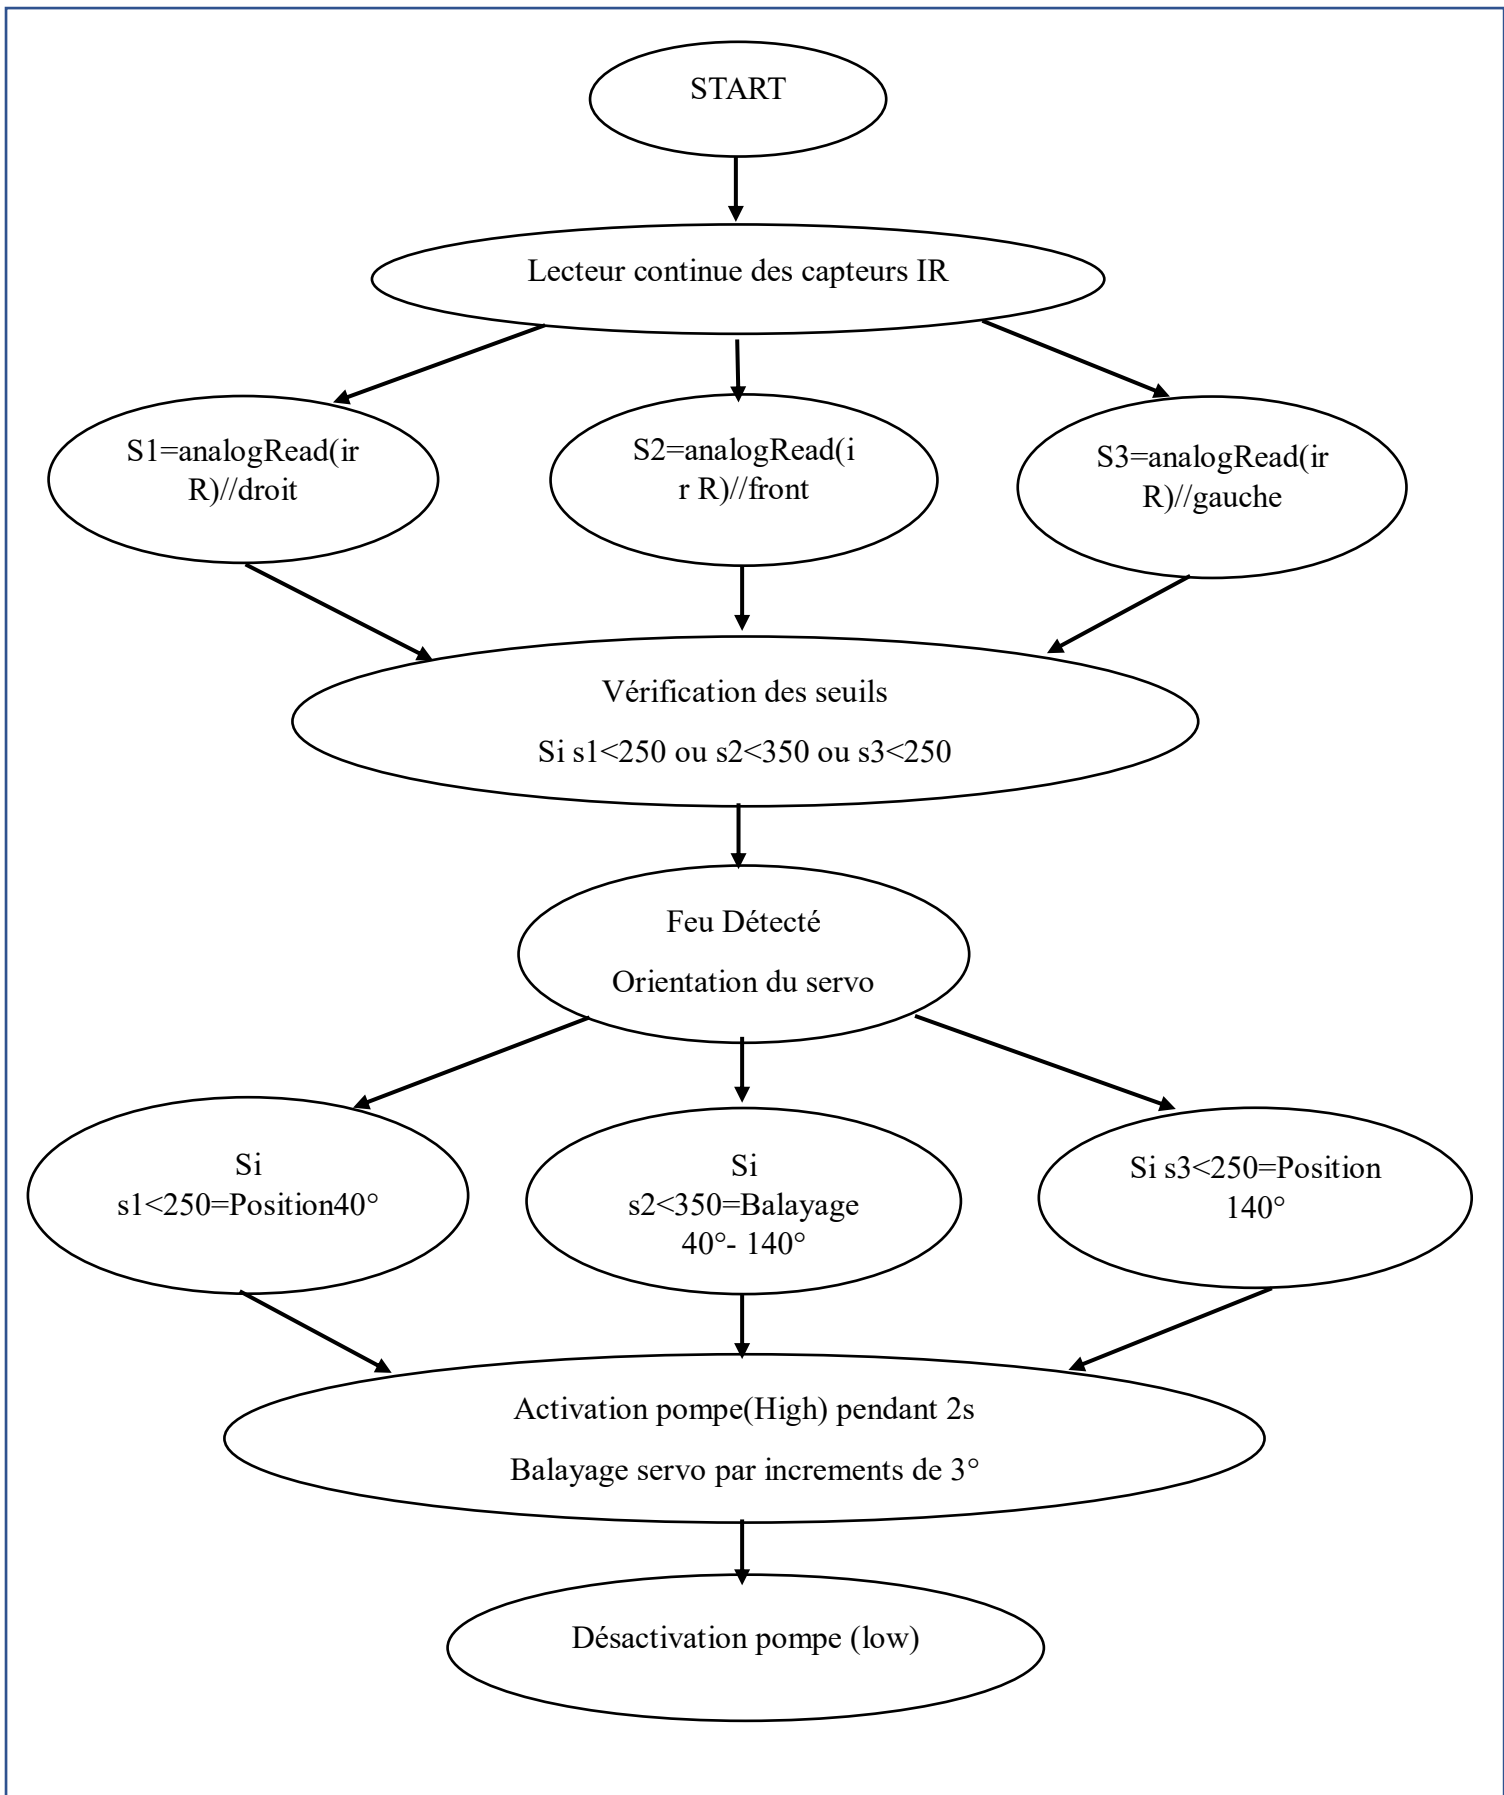 START
Lecteur continue des capteurs IR
S1=analogRead(ir
R)//droit
S2=analogRead(i
r R)//front
S3=analogRead(ir
R)//gauche
Vérification des seuils
Si s1<250 ou s2<350 ou s3<250
Feu Détecté
Orientation du servo
Si
s1<250=Position40°
Si
s2<350=Balayage
40°- 140°
Si s3<250=Position
140°
Activation pompe(High) pendant 2s
Balayage servo par increments de 3°
Désactivation pompe (low)